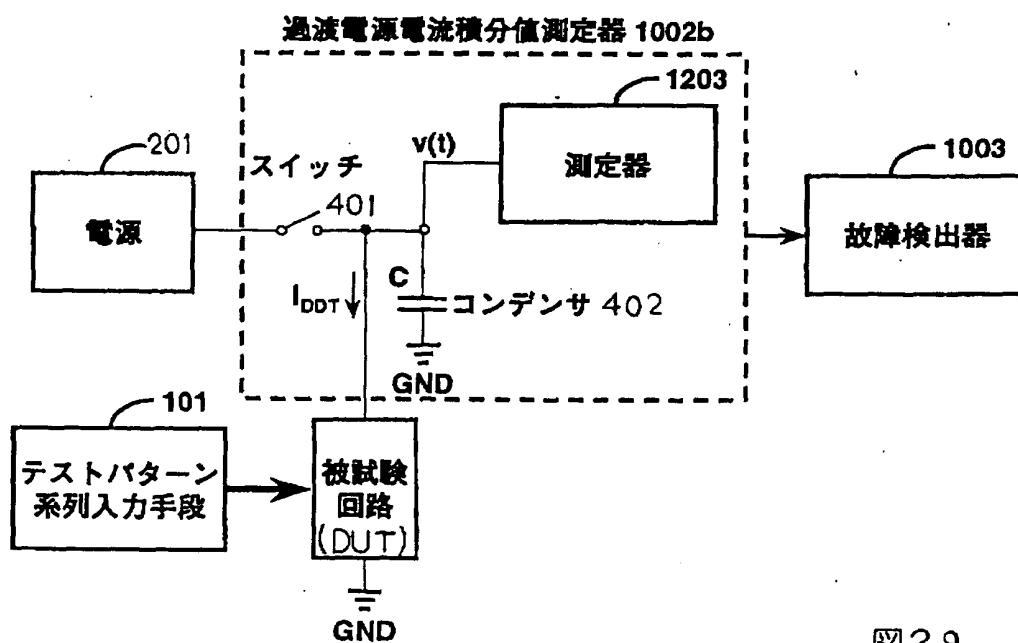 過渡電源電流積分値測定器 1002b
1203
測定器
v(t)
201
電源
スイッチ
401
1003
故障検出器
I_DDT
C
コンデンサ 402
GND
101
テストパターン
系列入力手段
被試験
回路
(DUT)
GND
図29